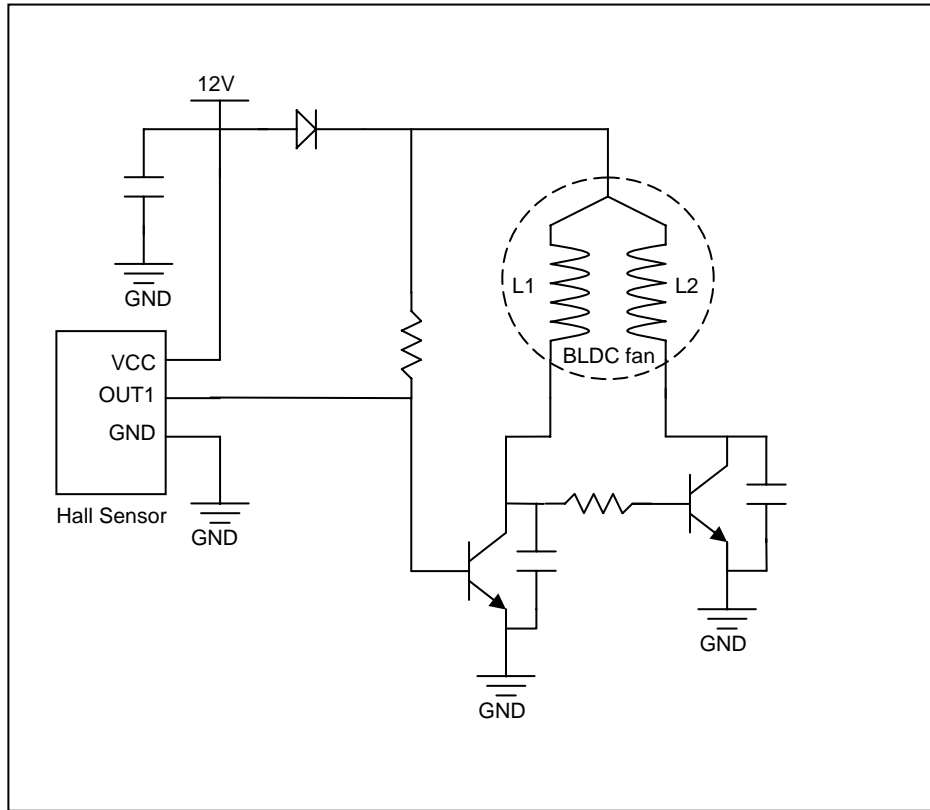 12V
GND
L1
L2
BLDC fan
VCC
OUT1
GND
Hall Sensor
GND
GND
GND